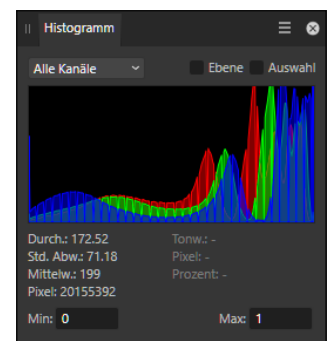 Histogramm
Alle Kanäle Ebene Auswahl
Durch.: 172.52 Tonw.: -
Std. Abw.: 71.18 Pixel: -
Mittelw.: 199 Prozent: -
Pixel: 20155392
Min: 0 Max: 1